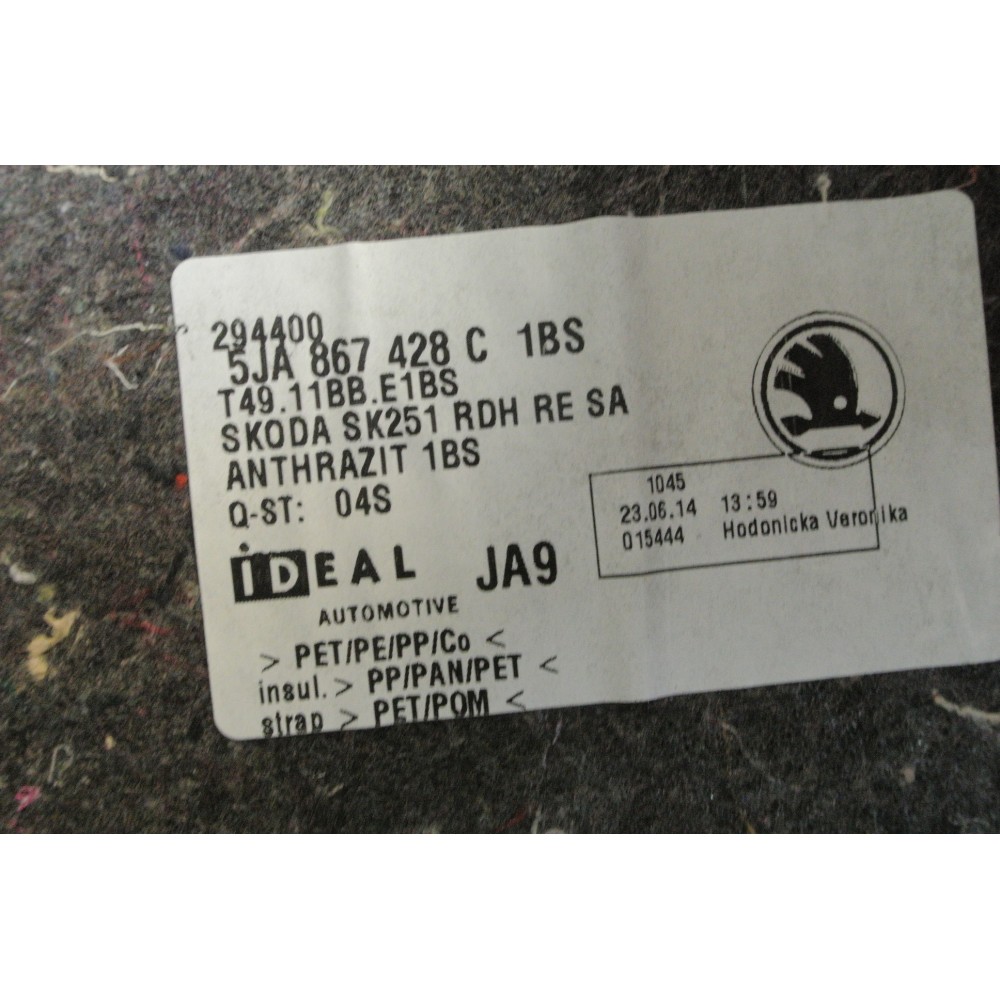 294400
5JA 867 428 C 1BS
T49.11BB.E1BS
SKODA SK251 RDH RE SA
ANTHRAZIT 1BS
Q-ST: 04S
1045
23.06.14 13:59
015444 Hodonicka Veronika
iDEAL JA9
AUTOMOTIVE
> PET/PE/PP/Co <
insul. > PP/PAN/PET <
strap > PET/POM <